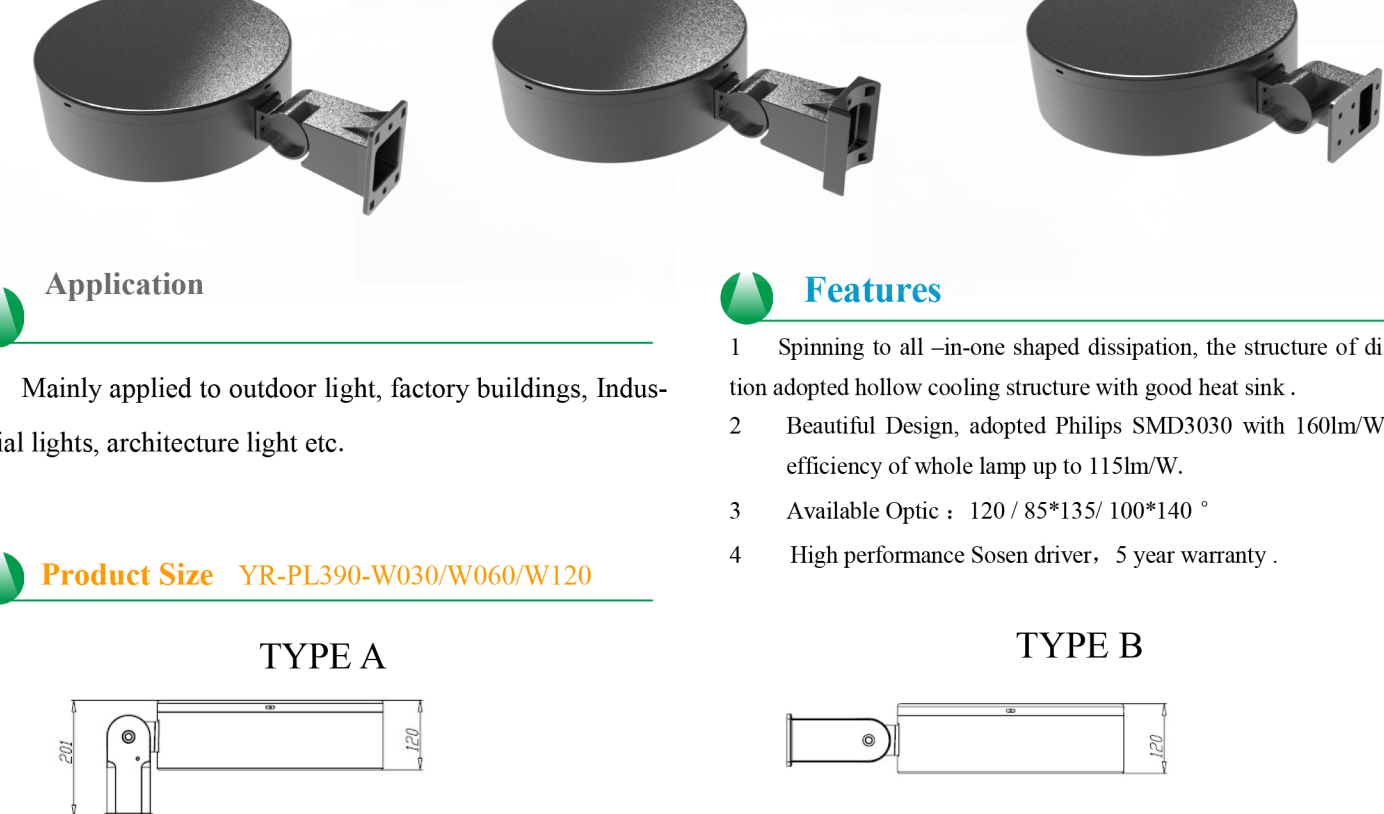 Application
Mainly applied to outdoor light, factory buildings, Indus-
ial lights, architecture light etc.
Product Size YR-PL390-W030/W060/W120
TYPE A
201
120
Features
1 Spinning to all –in-one shaped dissipation, the structure of di
tion adopted hollow cooling structure with good heat sink .
2 Beautiful Design, adopted Philips SMD3030 with 160lm/W
efficiency of whole lamp up to 115lm/W.
3 Available Optic ：120 / 85*135/ 100*140 °
4 High performance Sosen driver，5 year warranty .
TYPE B
120